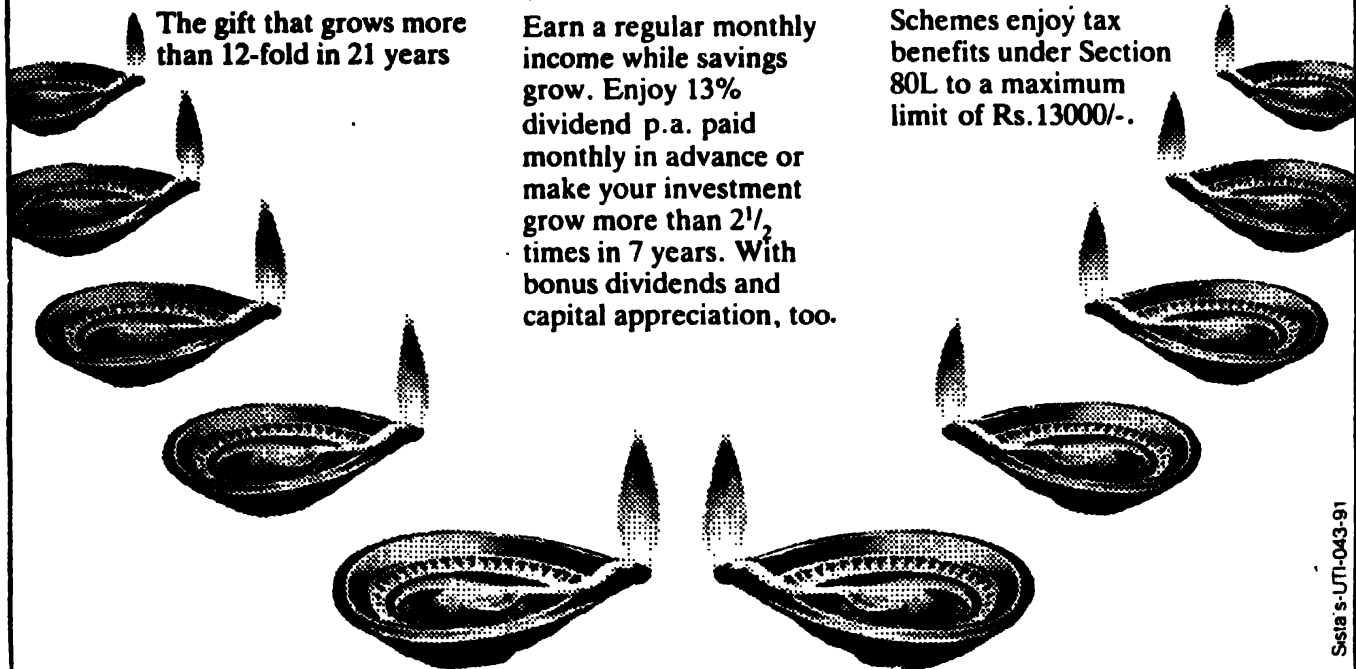 The gift that grows more
than 12-fold in 21 years
Earn a regular monthly
income while savings
grow. Enjoy 13%
dividend p.a. paid
monthly in advance or
make your investment
grow more than 2½
times in 7 years. With
bonus dividends and
capital appreciation, too.
Schemes enjoy tax
benefits under Section
80L to a maximum
limit of Rs.13000/-.
Sista's-UTI-043-91